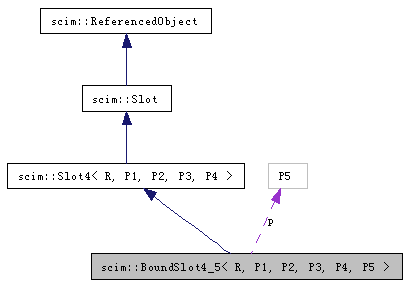 scim::ReferencedObject
scim::Slot
scim::Slot4< R, P1, P2, P3, P4 >
P5
p
scim::BoundSlot4_5< R, P1, P2, P3, P4, P5 >